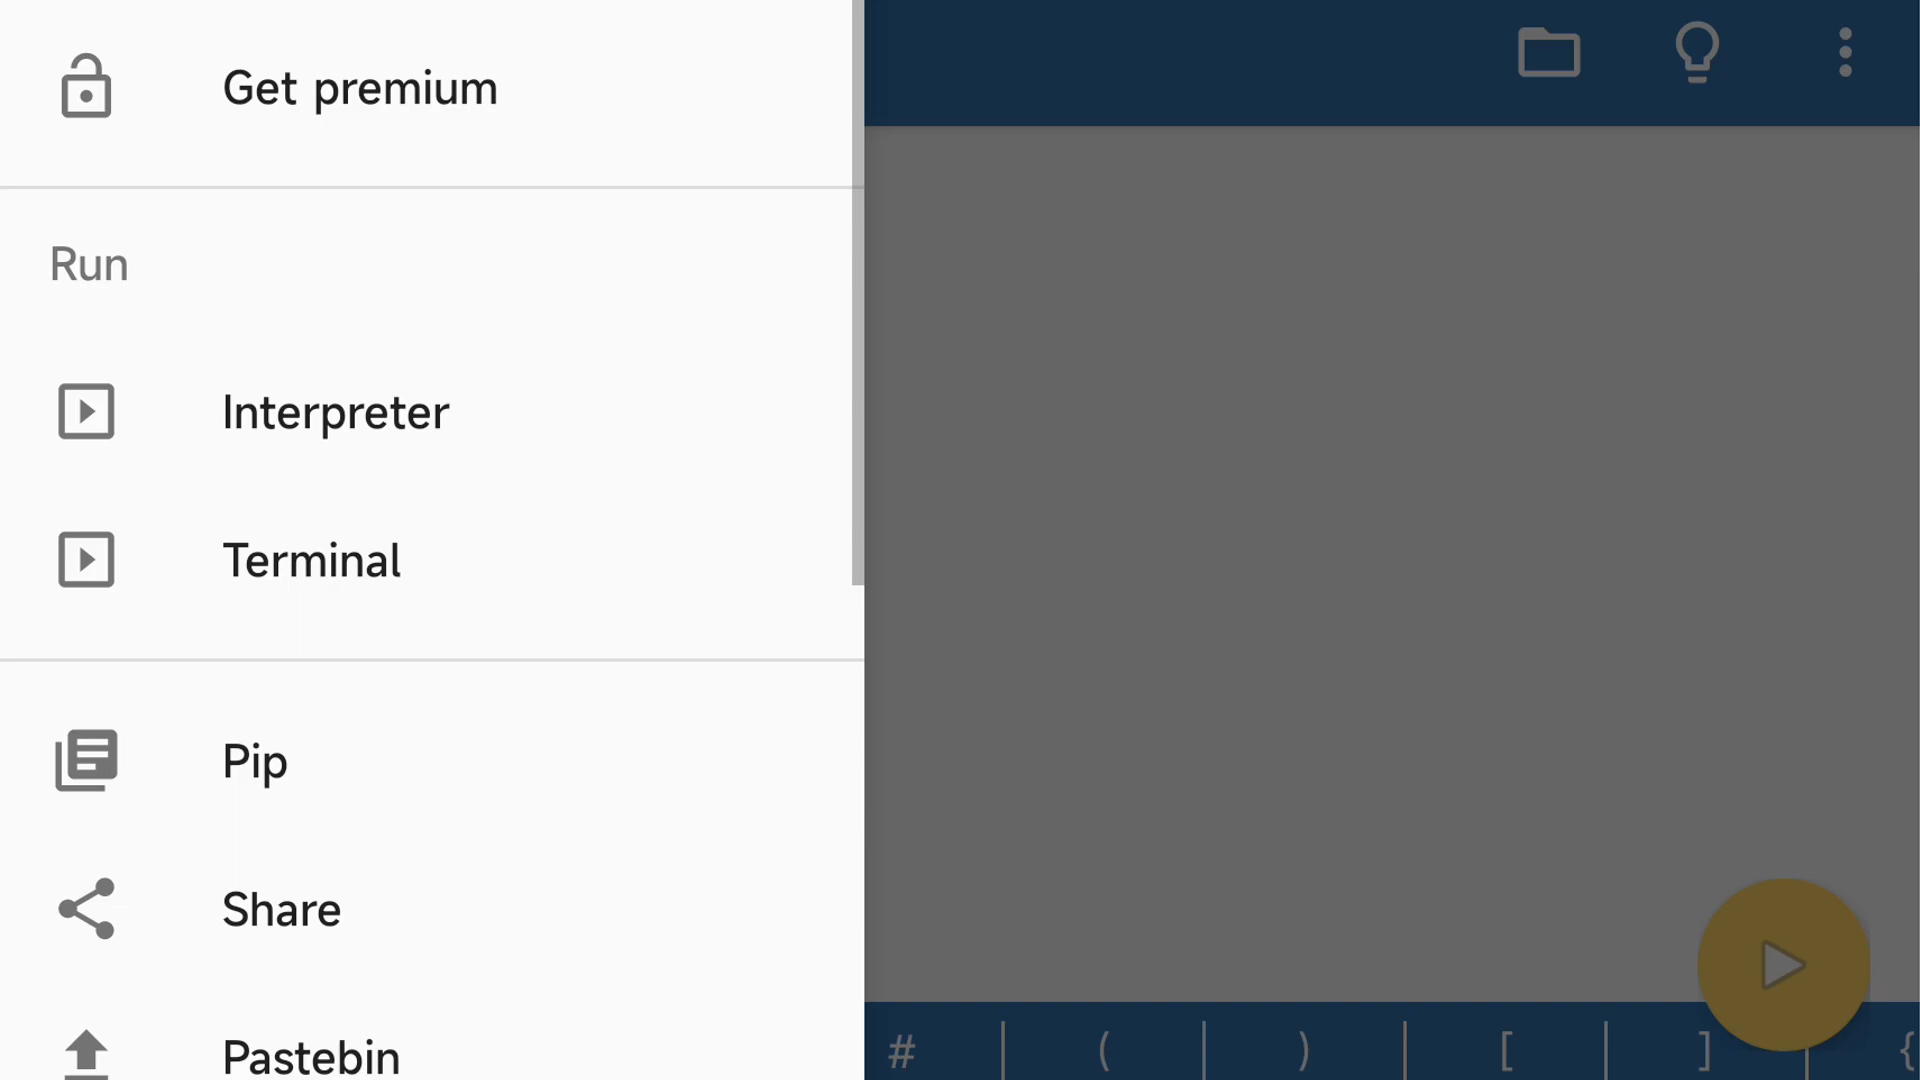 Get premium
Run
Interpreter
Terminal
Pip
Share
Pastebin
# ( ) [ ] {